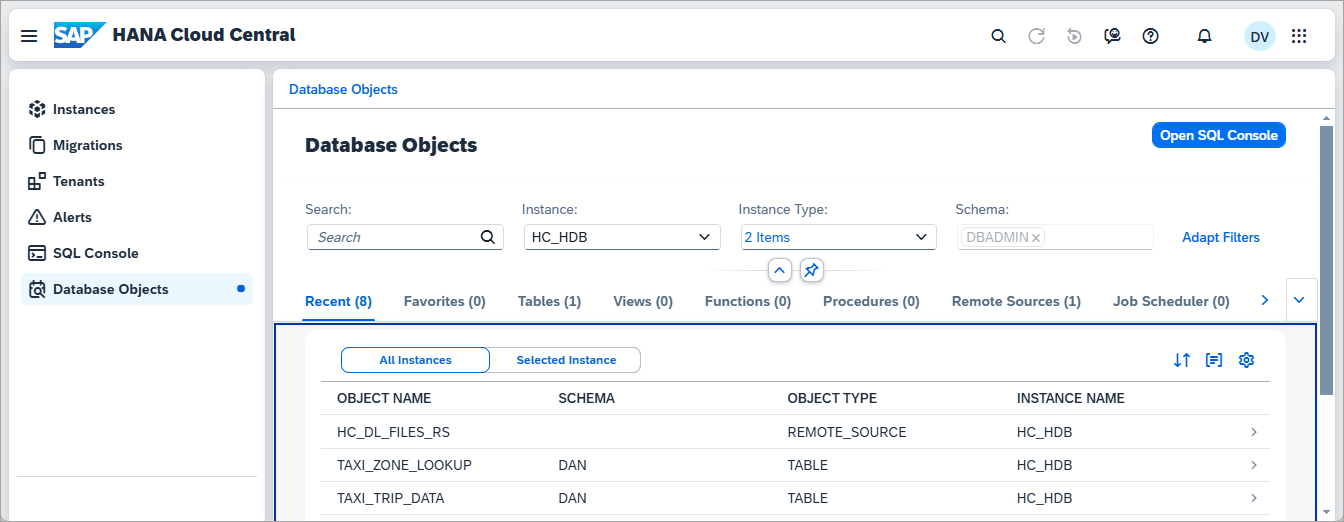 SAP HANA Cloud Central
DV
Instances
Migrations
Tenants
Alerts
SQL Console
Database Objects
Database Objects
Database Objects
Open SQL Console
Search: Instance: Instance Type: Schema:
Search HC_HDB 2 Items DBADMIN Adapt Filters
Recent (8) Favorites (0) Tables (1) Views (0) Functions (0) Procedures (0) Remote Sources (1) Job Scheduler (0)
All Instances Selected Instance
OBJECT NAME SCHEMA OBJECT TYPE INSTANCE NAME
HC_DL_FILES_RS REMOTE_SOURCE HC_HDB
TAXI_ZONE_LOOKUP DAN TABLE HC_HDB
TAXI_TRIP_DATA DAN TABLE HC_HDB